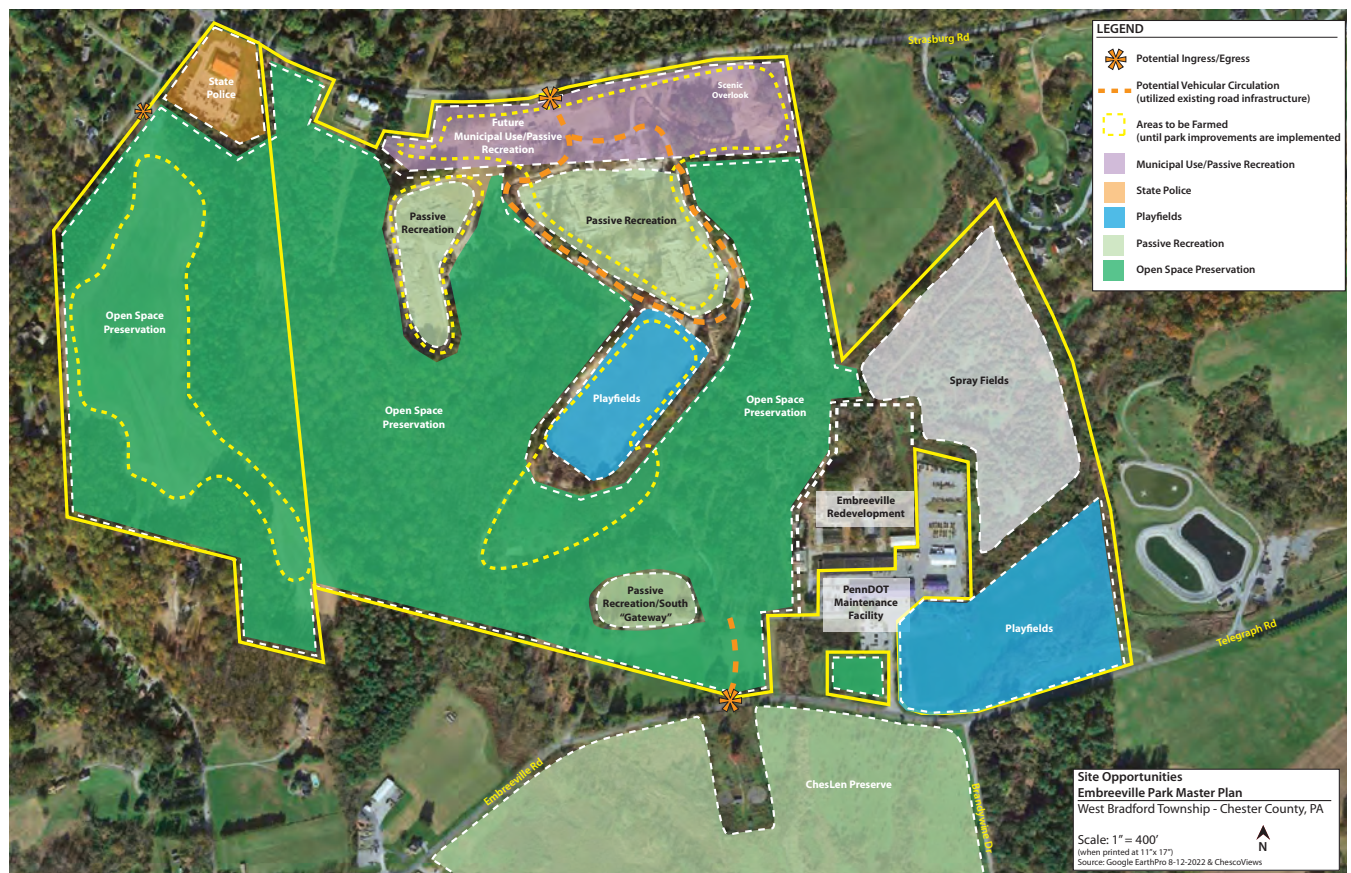 LEGEND
Potential Ingress/Egress
Potential Vehicular Circulation
(utilized existing road infrastructure)
Areas to be Farmed
(until park improvements are implemented
Municipal Use/Passive Recreation
State Police
Playfields
Passive Recreation
Open Space Preservation
Strasburg Rd
State
Police
Scenic
Overlook
Future
Municipal Use/Passive
Recreation
Passive
Recreation
Passive Recreation
Open Space
Preservation
Open Space
Preservation
Playfields
Open Space
Preservation
Spray Fields
Embreeville
Redevelopment
PennDOT
Maintenance
Facility
Passive
Recreation/South
“Gateway”
Playfields
Telegraph Rd
Embreeville Rd
ChesLen Preserve
Brandywine Dr
Site Opportunities
Embreeville Park Master Plan
West Bradford Township - Chester County, PA
Scale: 1” = 400’
(when printed at 11”x 17”)
N
Source: Google EarthPro 8-12-2022 & ChescoViews